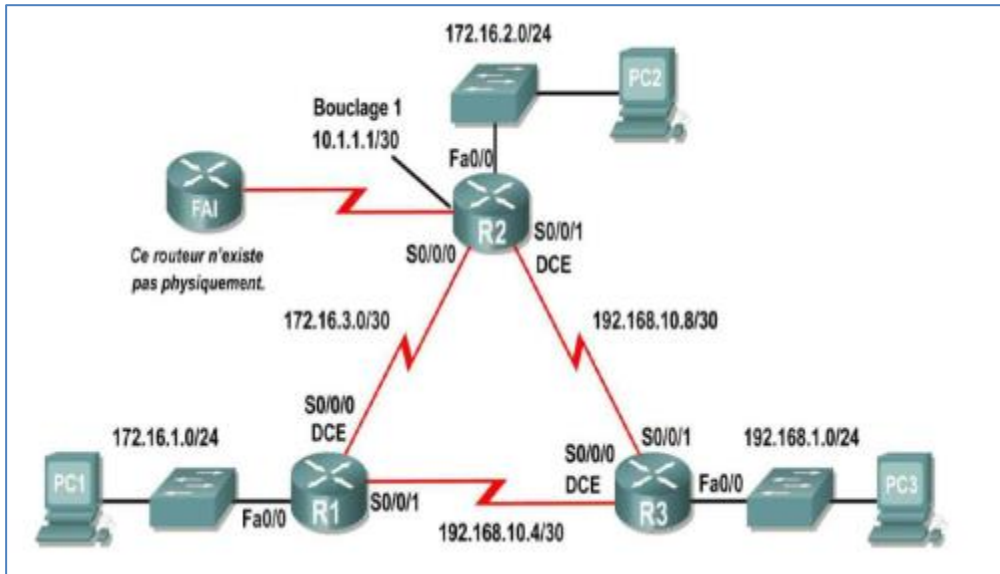 172.16.2.0/24
PC2
Bouclage 1
10.1.1.1/30
Fa0/0
FAI
R2
S0/0/1
DCE
S0/0/0
Ce routeur n'existe
pas physiquement.
172.16.3.0/30
192.168.10.8/30
S0/0/0
DCE
172.16.1.0/24
S0/0/1
192.168.1.0/24
S0/0/0
DCE
PC1
Fa0/0
R1
S0/0/1
192.168.10.4/30
R3
Fa0/0
PC3